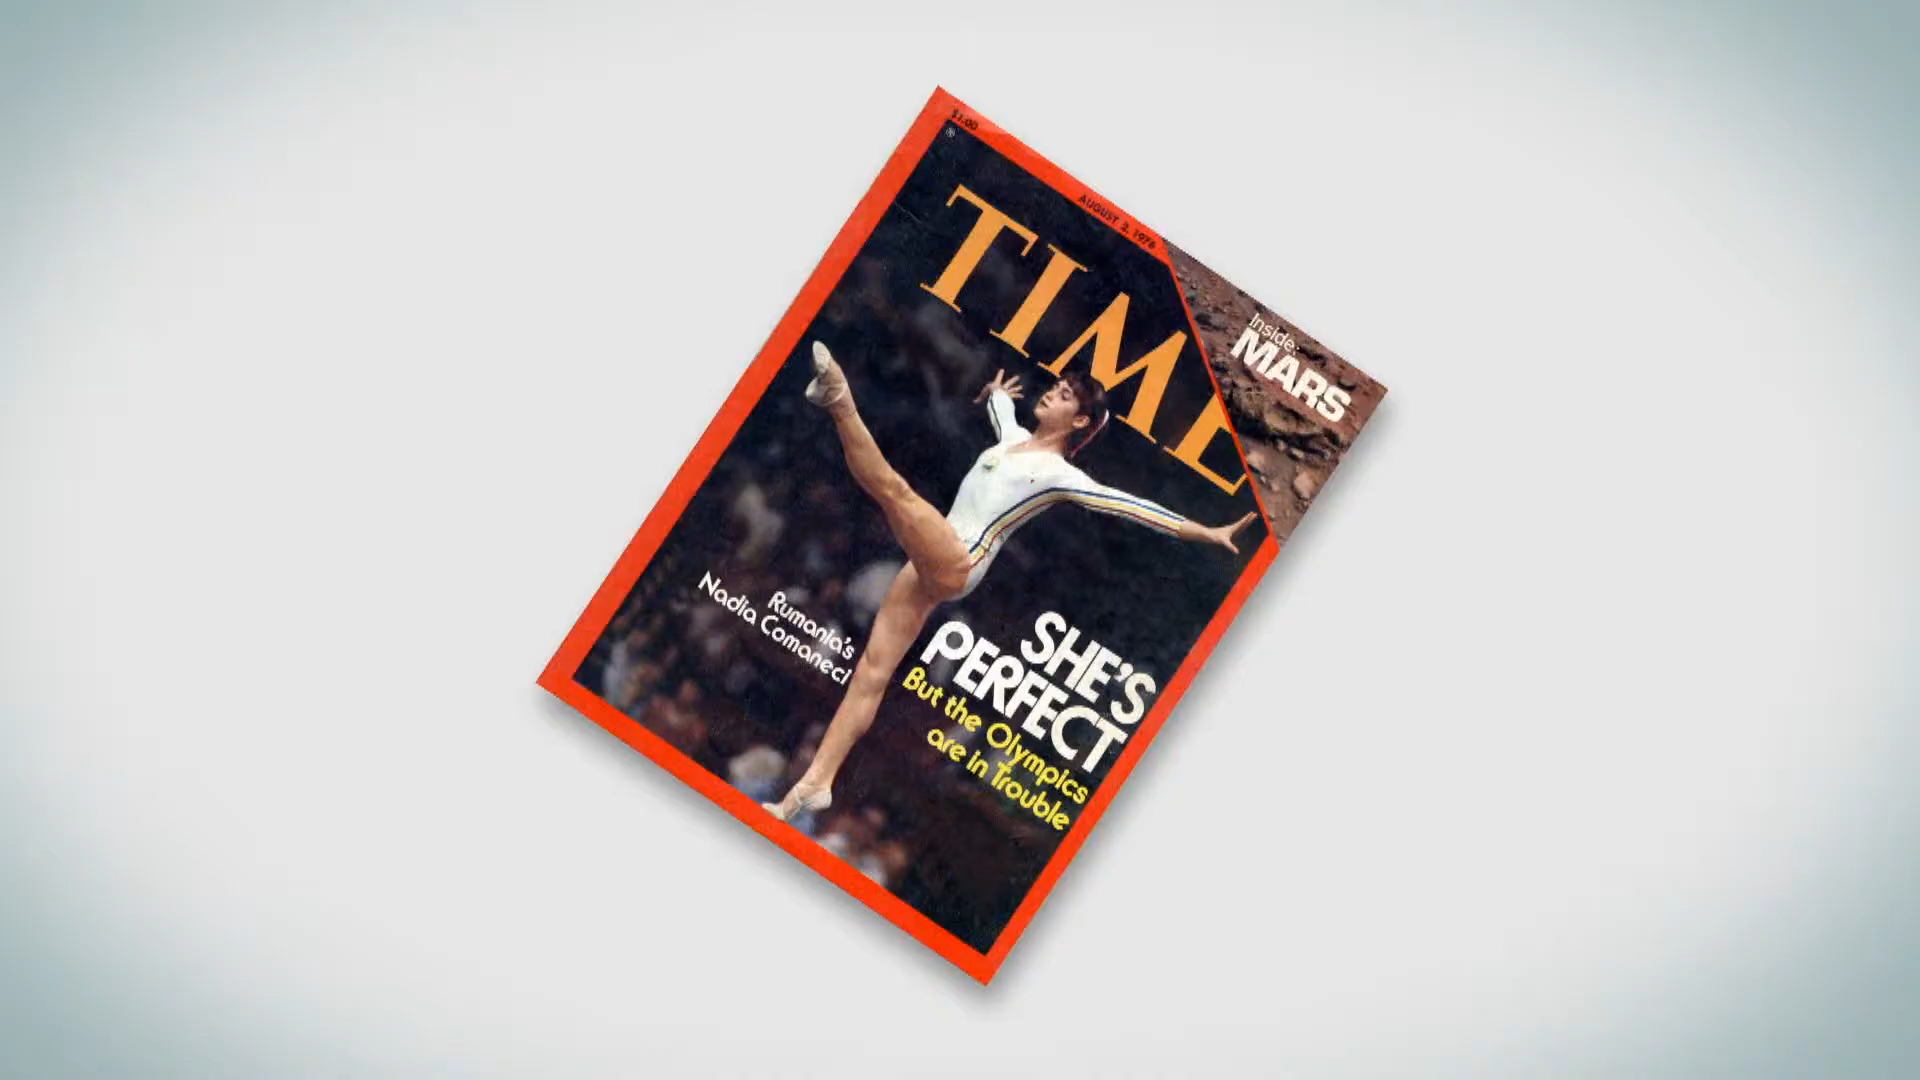 $1.00
AUGUST 2, 1976
®
TIME
Inside:
MARS
Rumania's
Nadia Comaneci
SHE'S
PERFECT
But the Olympics
are in Trouble